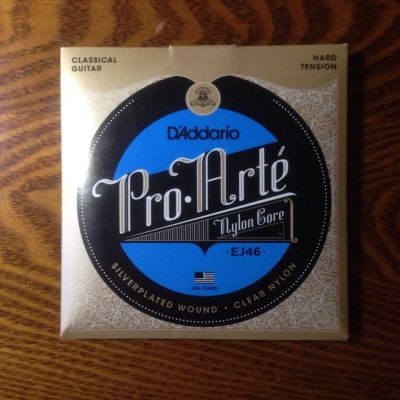 CLASSICAL
GUITAR
HARD
TENSION
D'Addario
Pro·Arté
Nylon Core
·EJ46·
USA MADE
SILVERPLATED WOUND · CLEAR NYLON